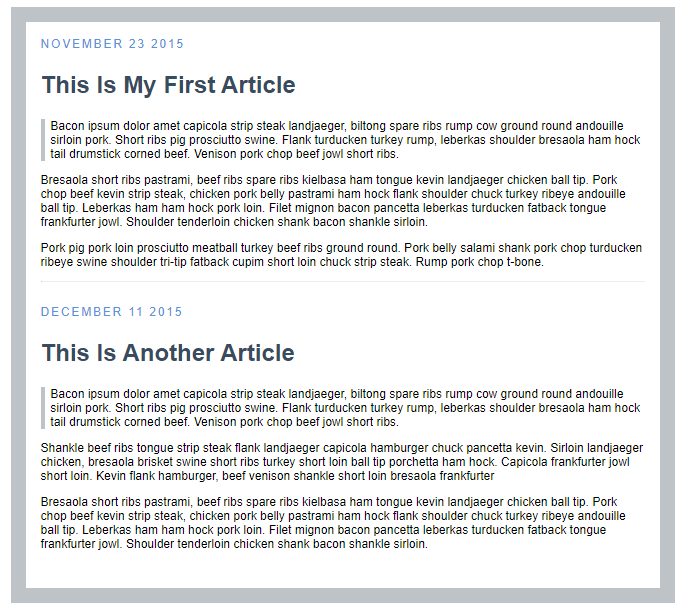 NOVEMBER 23 2015
This Is My First Article
Bacon ipsum dolor amet capicola strip steak landjaeger, biltong spare ribs rump cow ground round andouille
sirloin pork. Short ribs pig prosciutto swine. Flank turducken turkey rump, leberkas shoulder bresaola ham hock
tail drumstick corned beef. Venison pork chop beef jowl short ribs.
Bresaola short ribs pastrami, beef ribs spare ribs kielbasa ham tongue kevin landjaeger chicken ball tip. Pork
chop beef kevin strip steak, chicken pork belly pastrami ham hock flank shoulder chuck turkey ribeye andouille
ball tip. Leberkas ham ham hock pork loin. Filet mignon bacon pancetta leberkas turducken fatback tongue
frankfurter jowl. Shoulder tenderloin chicken shank bacon shankle sirloin.
Pork pig pork loin prosciutto meatball turkey beef ribs ground round. Pork belly salami shank pork chop turducken
ribeye swine shoulder tri-tip fatback cupim short loin chuck strip steak. Rump pork chop t-bone.
DECEMBER 11 2015
This Is Another Article
Bacon ipsum dolor amet capicola strip steak landjaeger, biltong spare ribs rump cow ground round andouille
sirloin pork. Short ribs pig prosciutto swine. Flank turducken turkey rump, leberkas shoulder bresaola ham hock
tail drumstick corned beef. Venison pork chop beef jowl short ribs.
Shankle beef ribs tongue strip steak flank landjaeger capicola hamburger chuck pancetta kevin. Sirloin landjaeger
chicken, bresaola brisket swine short ribs turkey short loin ball tip porchetta ham hock. Capicola frankfurter jowl
short loin. Kevin flank hamburger, beef venison shankle short loin bresaola frankfurter
Bresaola short ribs pastrami, beef ribs spare ribs kielbasa ham tongue kevin landjaeger chicken ball tip. Pork
chop beef kevin strip steak, chicken pork belly pastrami ham hock flank shoulder chuck turkey ribeye andouille
ball tip. Leberkas ham ham hock pork loin. Filet mignon bacon pancetta leberkas turducken fatback tongue
frankfurter jowl. Shoulder tenderloin chicken shank bacon shankle sirloin.